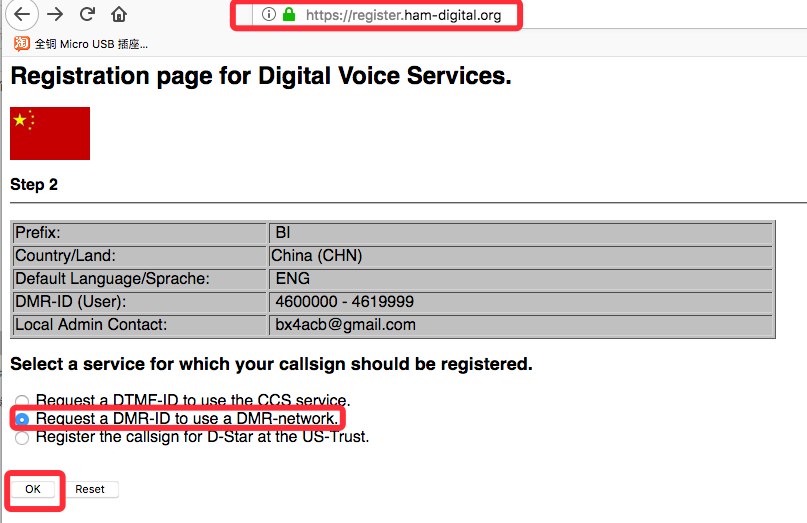 https://register.ham-digital.org
淘 全铜 Micro USB 插座...
Registration page for Digital Voice Services.
Step 2
Prefix: BI
Country/Land: China (CHN)
Default Language/Sprache: ENG
DMR-ID (User): 4600000 - 4619999
Local Admin Contact: bx4acb@gmail.com
Select a service for which your callsign should be registered.
Request a DTMF-ID to use the CCS service.
Request a DMR-ID to use a DMR-network.
Register the callsign for D-Star at the US-Trust.
OK Reset